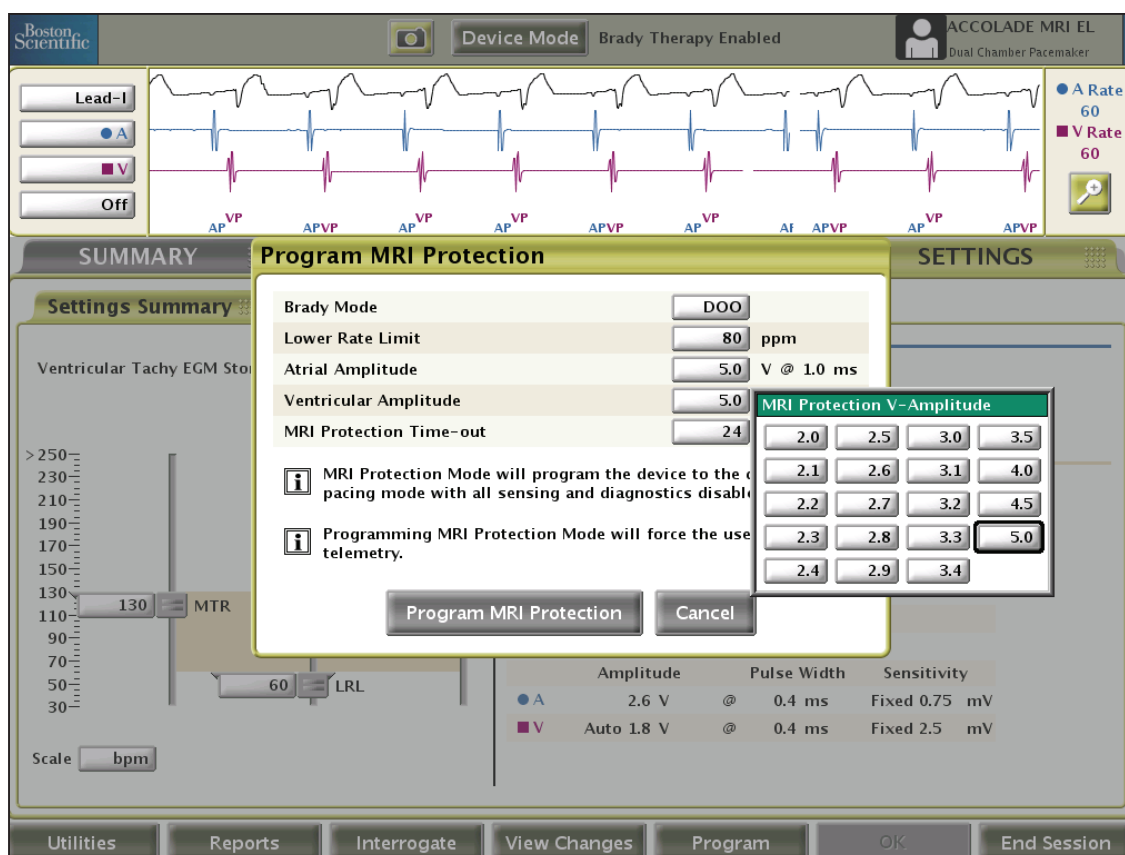 Boston
Scientific
Device Mode Brady Therapy Enabled
ACCOLADE MRI EL
Dual Chamber Pacemaker
Lead-I
A
V
Off
A Rate
60
V Rate
60
AP VP APVP AP VP AP VP APVP AP VP APVP AP VP APVP
SUMMARY
SETTINGS
Program MRI Protection
Settings Summary
Ventricular Tachy EGM
Brady Mode DOO
Lower Rate Limit 80 ppm
Atrial Amplitude 5.0 V @ 1.0 ms
Ventricular Amplitude 5.0
MRI Protection Time-out 24
MRI Protection Mode will program the device to the
pacing mode with all sensing and diagnostics
Programming MRI Protection Mode will force the use
telemetry.
Program MRI Protection Cancel
MRI Protection V-Amplitude
2.0 2.5 3.0 3.5
2.1 2.6 3.1 4.0
2.2 2.7 3.2 4.5
2.3 2.8 3.3 5.0
2.4 2.9 3.4
>250
230
210
190
170
150
130
110
90
70
50
30
130 MTR
60 LRL
Amplitude Pulse Width Sensitivity
A 2.6 V @ 0.4 ms Fixed 0.75 mV
V Auto 1.8 V @ 0.4 ms Fixed 2.5 mV
Scale bpm
Utilities Reports Interrogate View Changes Program OK End Session